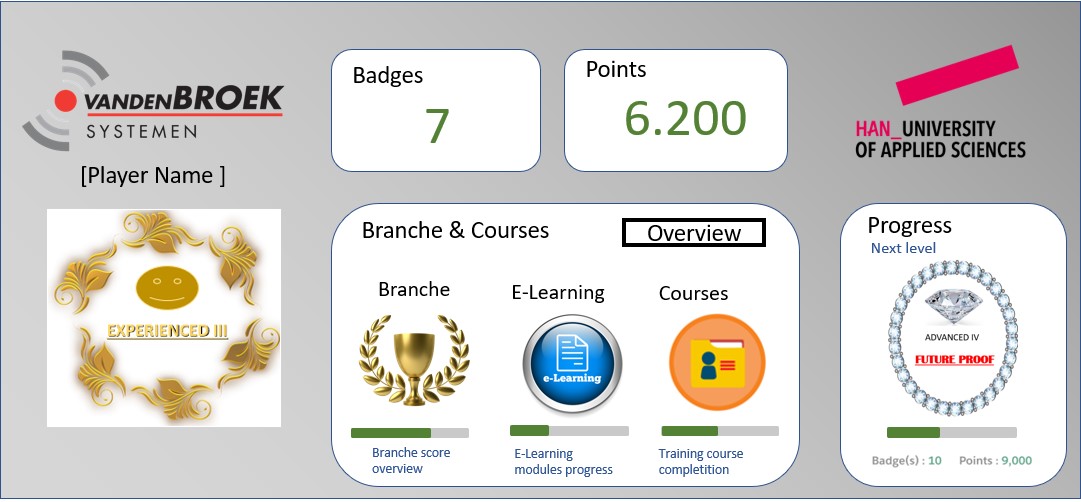 VANDENBROEK
SYSTEMEN
[Player Name ]
EXPERIENCED III
Badges
7
Points
6.200
HAN_UNIVERSITY
OF APPLIED SCIENCES
Branche & Courses
Overview
Branche
E-Learning
Courses
e-Learning
Branche score
overview
E-Learning
modules progress
Training course
competition
Progress
Next level
ADVANCED IV
FUTURE PROOF
Badge(s) : 10 Points : 9,000